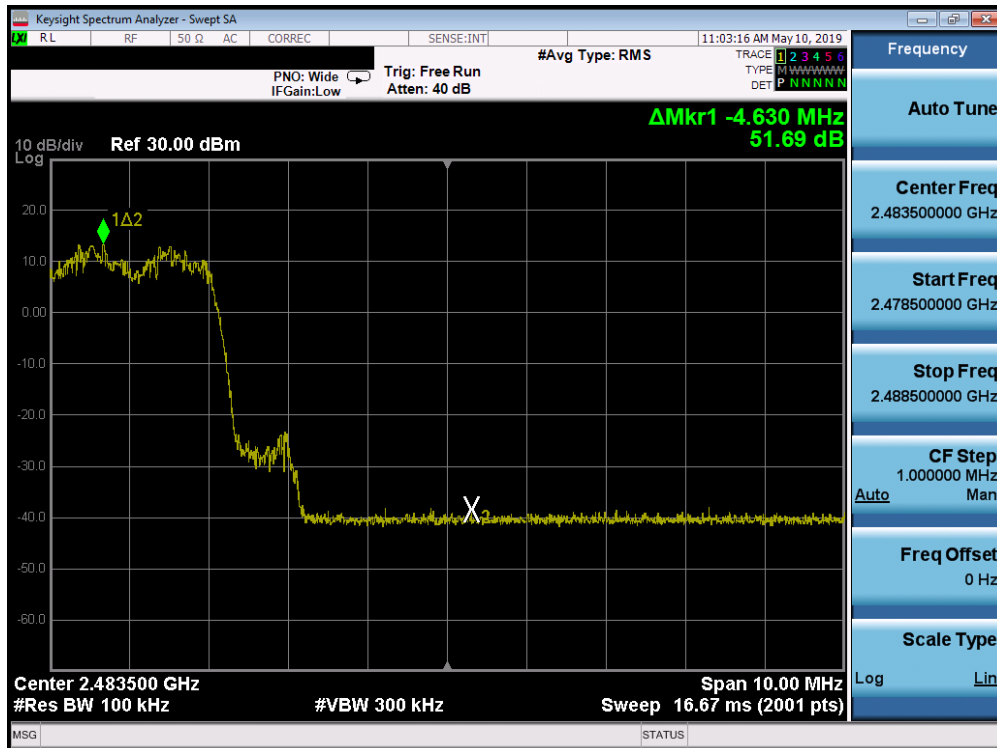 Keysight Spectrum Analyzer - Swept SA
LXI RL RF 50 Ω AC CORREC SENSE:INT 11:03:16 AM May 10, 2019
#Avg Type: RMS TRACE 1 2 3 4 5 6
PNO: Wide Trig: Free Run TYPE M WWWWW
IFGain:Low Atten: 40 dB DET P N N N N N
ΔMkr1 -4.630 MHz
51.69 dB
10 dB/div Ref 30.00 dBm
Log
1Δ2
20.0
10.0
0.00
-10.0
-20.0
-30.0
-40.0
X2
-50.0
-60.0
Center 2.483500 GHz Span 10.00 MHz
#Res BW 100 kHz #VBW 300 kHz Sweep 16.67 ms (2001 pts)
MSG STATUS
Frequency
Auto Tune
Center Freq
2.483500000 GHz
Start Freq
2.478500000 GHz
Stop Freq
2.488500000 GHz
CF Step
1.000000 MHz
Auto Man
Freq Offset
0 Hz
Scale Type
Log Lin